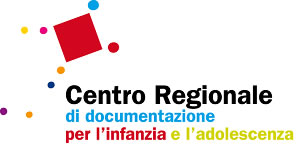 Centro Regionale
di documentazione
per l'infanzia e l'adolescenza